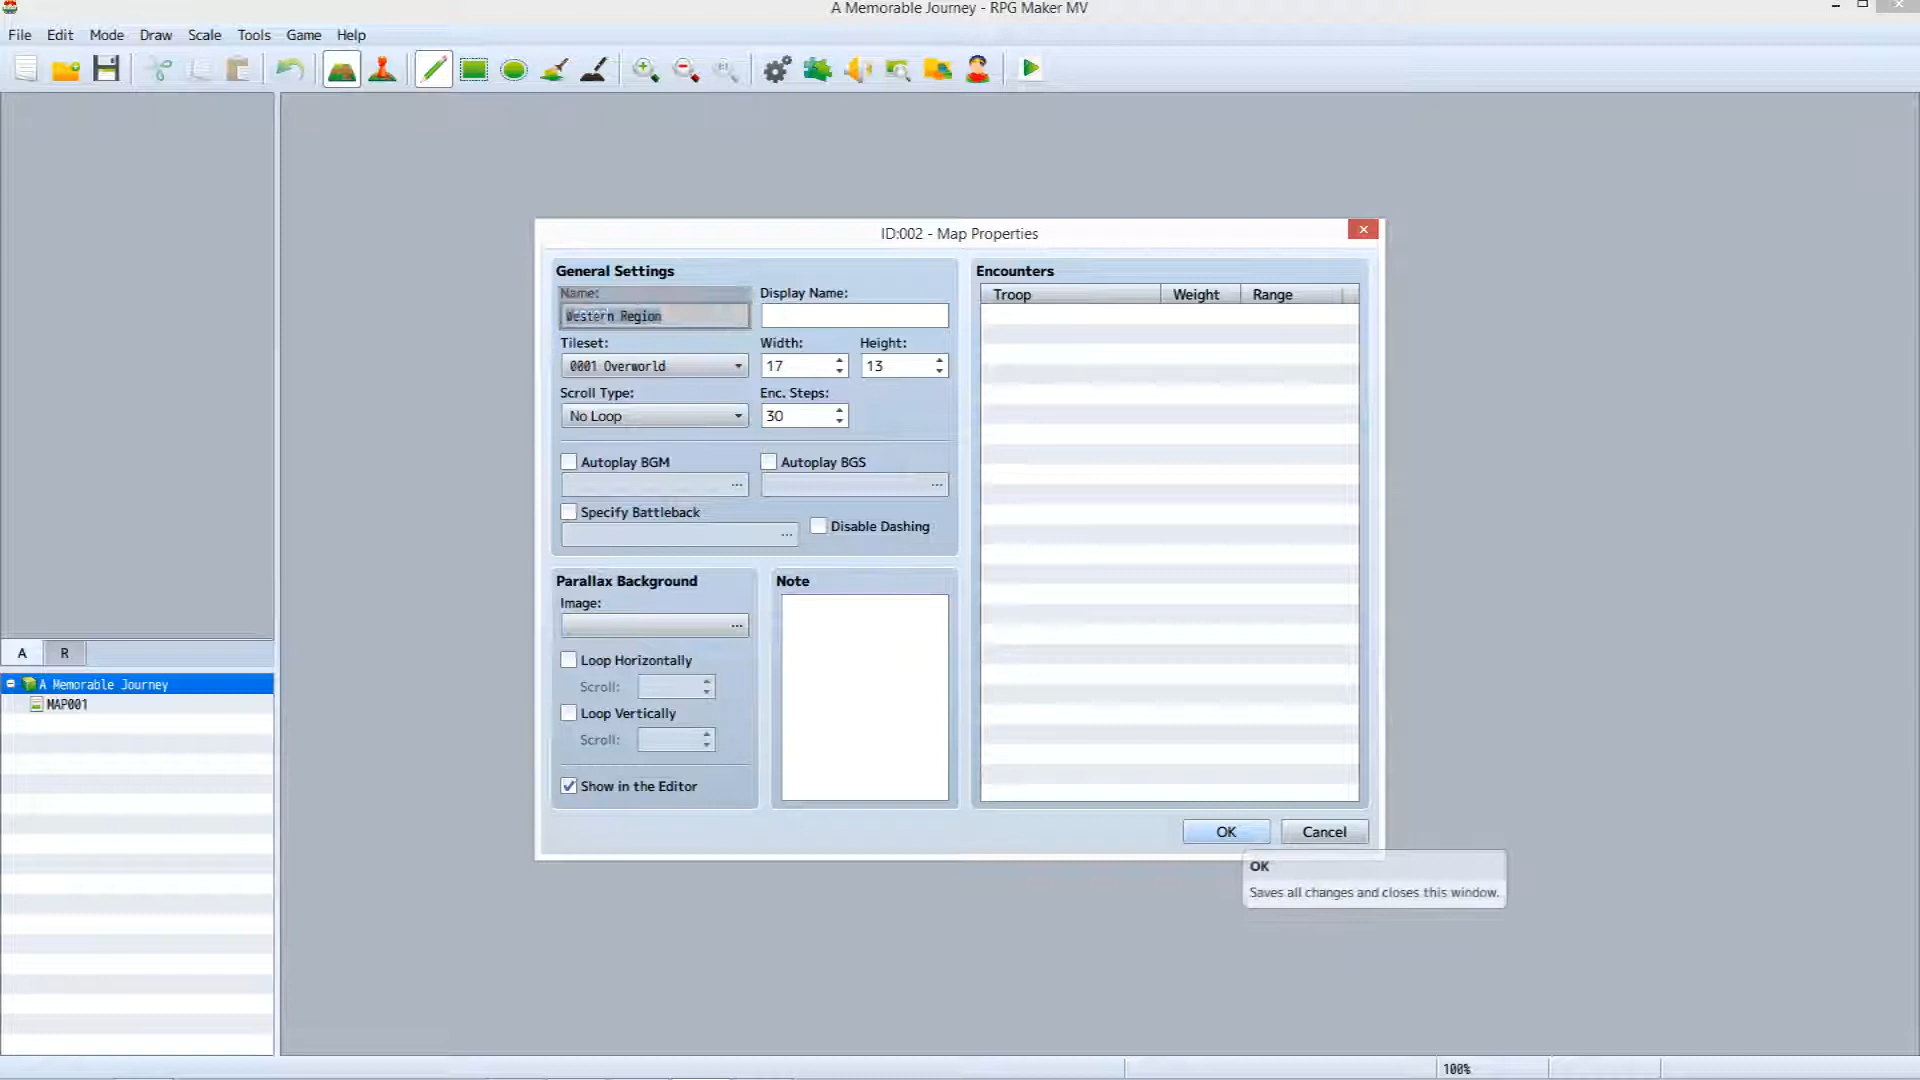 A Memorable Journey - RPG Maker MV
File Edit Mode Draw Scale Tools Game Help
ID:002 - Map Properties
General Settings
Name:
Western Region
Display Name:
Tileset:
0001 Overworld
Width:
17
Height:
13
Scroll Type:
No Loop
Enc. Steps:
30
Autoplay BGM
...
Autoplay BGS
...
Specify Battleback
...
Disable Dashing
Parallax Background
Image:
...
Loop Horizontally
Scroll:
Loop Vertically
Scroll:
Show in the Editor
Note
Encounters
Troop Weight Range
OK Cancel
OK
Saves all changes and closes this window.
A R
A Memorable Journey
MAP001
100%